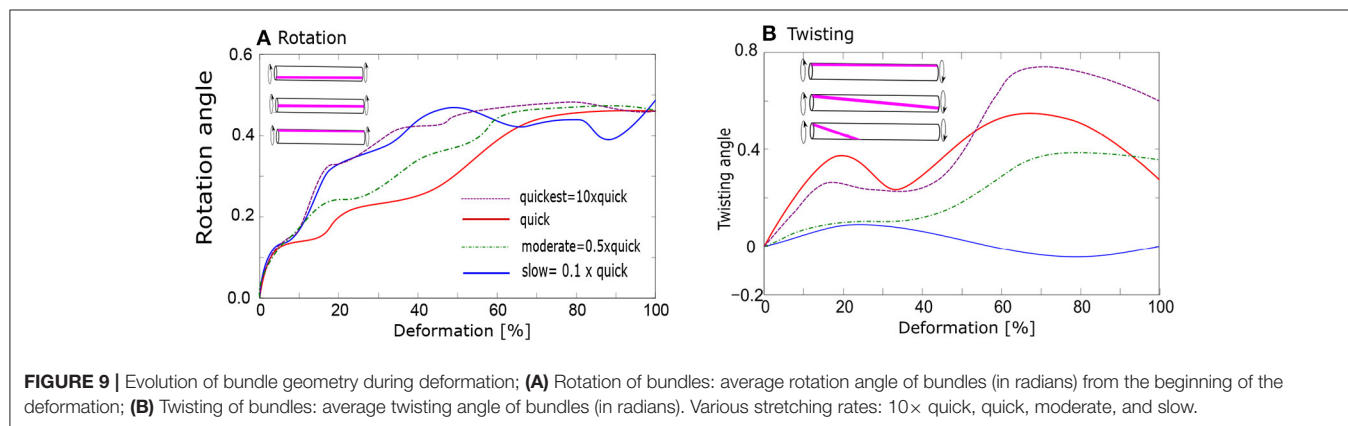 A Rotation
0.6
0.4
0.2
0.0
Rotation angle
quickest=10xquick
quick
moderate=0.5xquick
slow= 0.1 x quick
0 20 40 60 80 100
Deformation [%]
B Twisting
0.8
0.4
0
−0.2
Twisting angle
0 20 40 60 80 100
Deformation [%]
FIGURE 9 | Evolution of bundle geometry during deformation; (A) Rotation of bundles: average rotation angle of bundles (in radians) from the beginning of the
deformation; (B) Twisting of bundles: average twisting angle of bundles (in radians). Various stretching rates: 10× quick, quick, moderate, and slow.